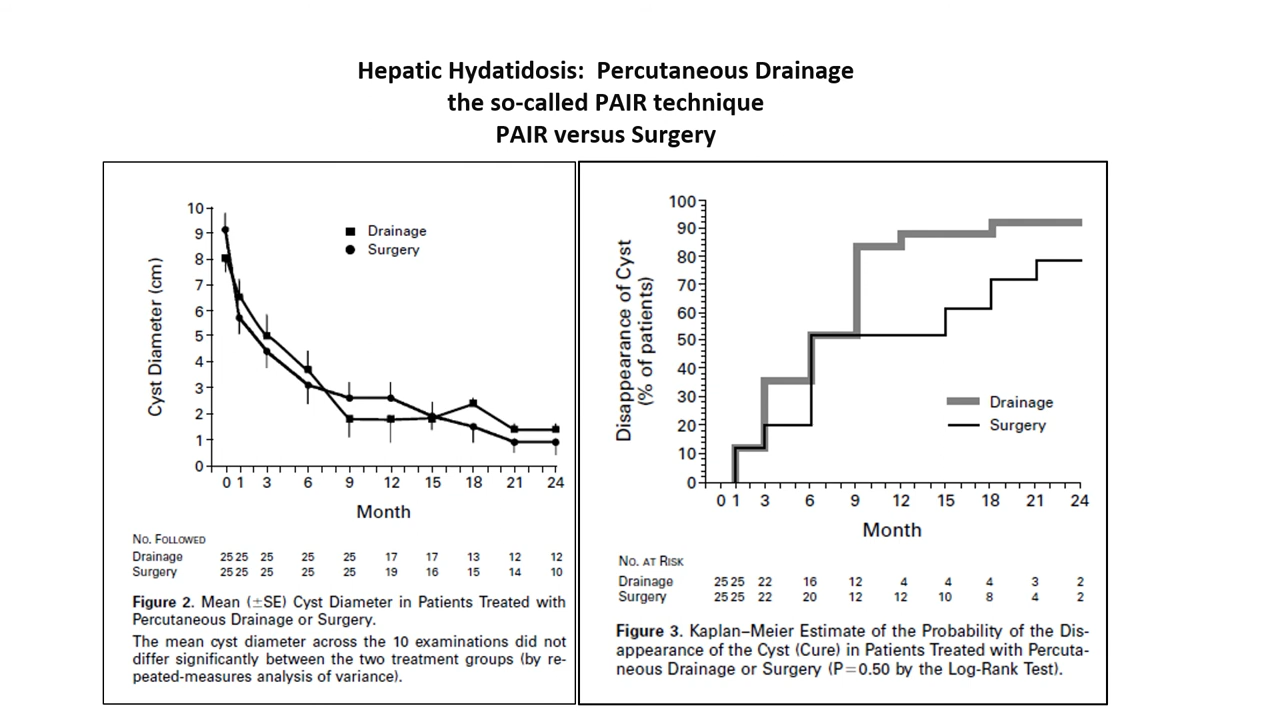 Hepatic Hydatidosis:  Percutaneous Drainage
the so-called PAIR technique
PAIR versus Surgery
10
9
8
7
6
5
4
3
2
1
0
Cyst Diameter (cm)
Drainage
Surgery
0 1 3 6 9 12 15 18 21 24
Month
No. Followed
Drainage 25 25 25 25 25 17 17 13 12 12
Surgery 25 25 25 25 25 19 16 15 14 10
Figure 2. Mean (±SE) Cyst Diameter in Patients Treated with
Percutaneous Drainage or Surgery.
The mean cyst diameter across the 10 examinations did not
differ significantly between the two treatment groups (by re-
peated-measures analysis of variance).
100
90
80
70
60
50
40
30
20
10
0
Disappearance of Cyst
(% of patients)
Drainage
Surgery
0 1 3 6 9 12 15 18 21 24
Month
No. at Risk
Drainage 25 25 22 16 12 4 4 4 3 2
Surgery 25 25 22 20 12 12 10 8 4 2
Figure 3. Kaplan–Meier Estimate of the Probability of the Dis-
appearance of the Cyst (Cure) in Patients Treated with Percuta-
neous Drainage or Surgery (P=0.50 by the Log-Rank Test).